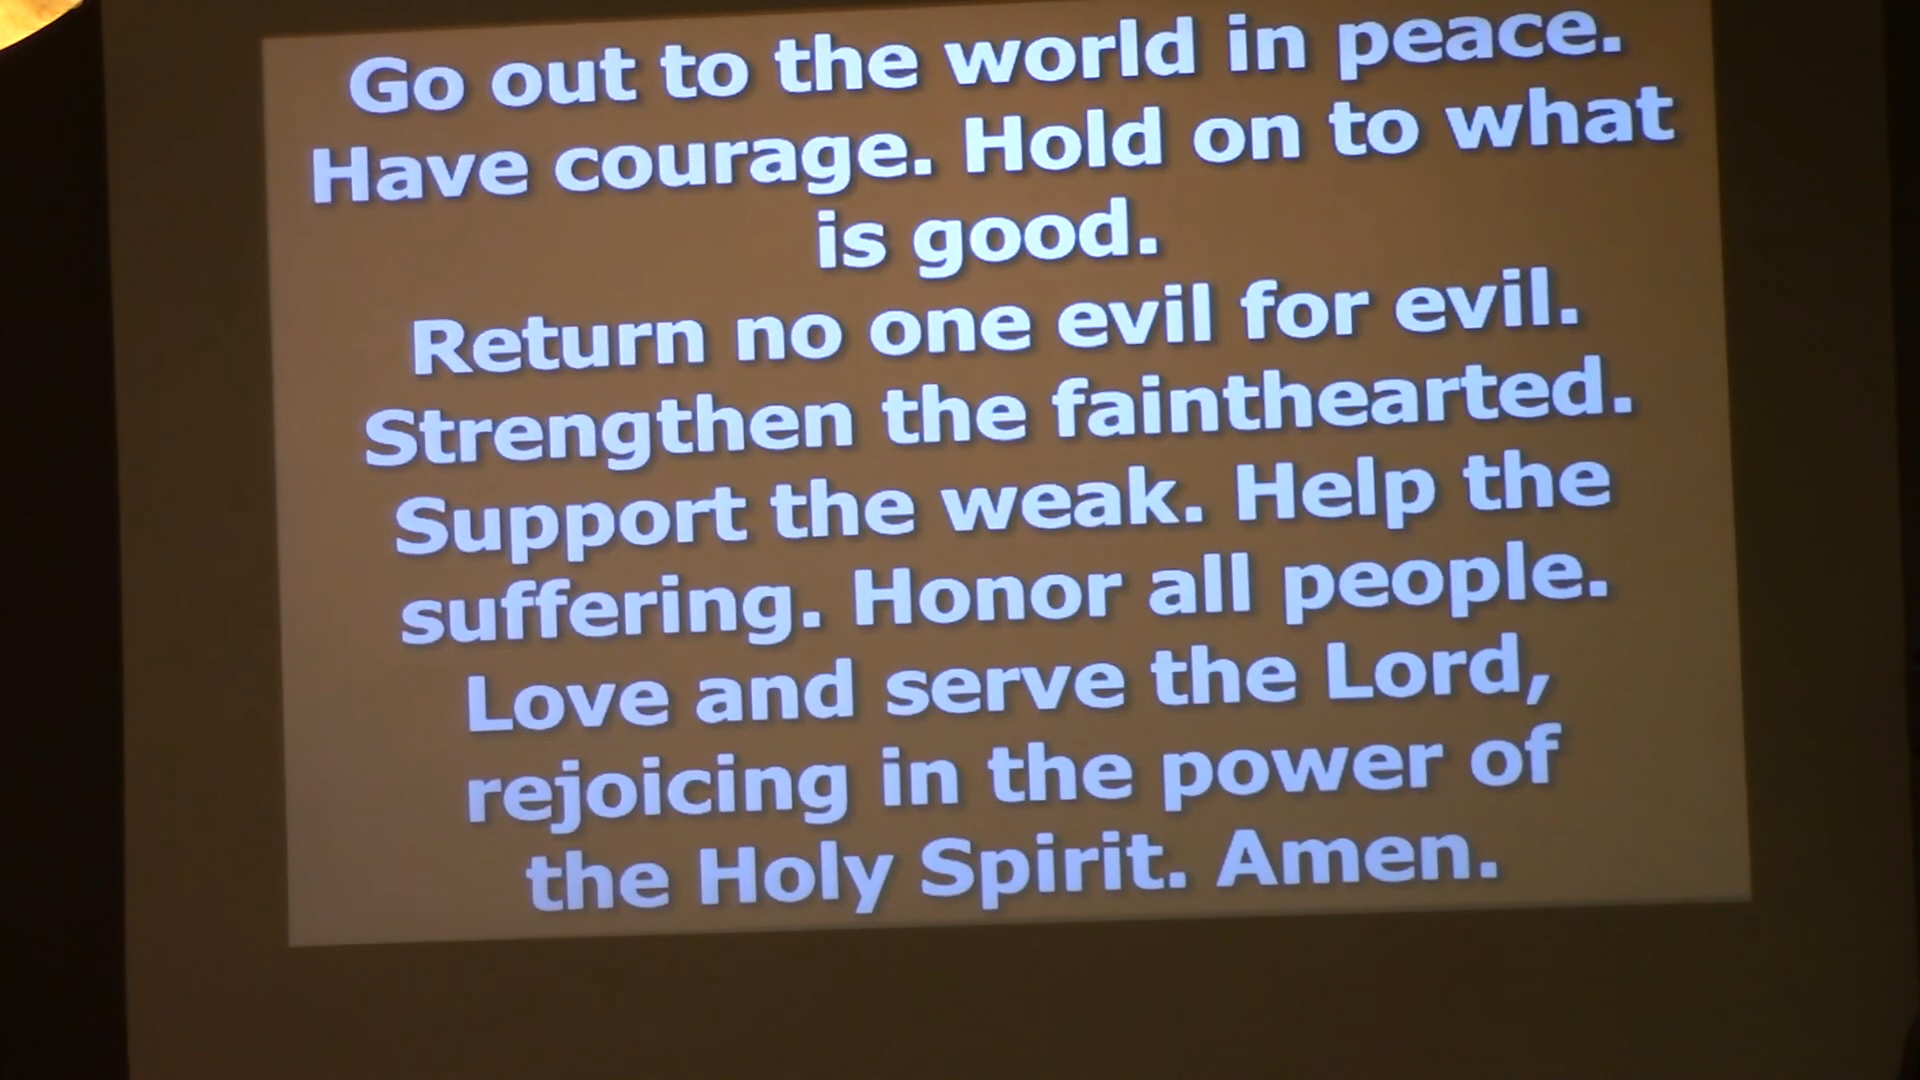 Go out to the world in peace.
Have courage. Hold on to what
is good.
Return no one evil for evil.
Strengthen the fainthearted.
Support the weak. Help the
suffering. Honor all people.
Love and serve the Lord,
rejoicing in the power of
the Holy Spirit. Amen.